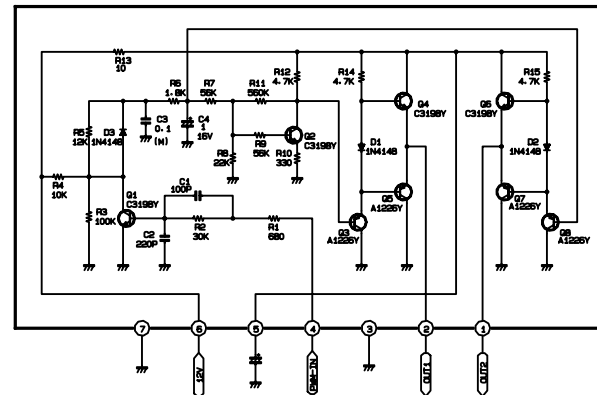 R13
10
R12
4.7K
R14
4.7K
R15
4.7K
R6
1.8K
R7
56K
R11
560K
Q4
C3198Y
Q6
C3198Y
R5
12K
D3
1N4148
C3
0.1
(M)
C4
1
16V
Q2
C3198Y
R9
56K
R10
330
R8
22K
D1
1N4148
D2
1N4148
R4
10K
C1
100P
Q1
C3198Y
R3
100K
C2
220P
R2
30K
R1
680
Q5
A1226Y
Q3
A1226Y
Q7
A1226Y
Q8
A1226Y
7
6
5
4
3
2
1
12V
PWM-IN
OUT1
OUT2